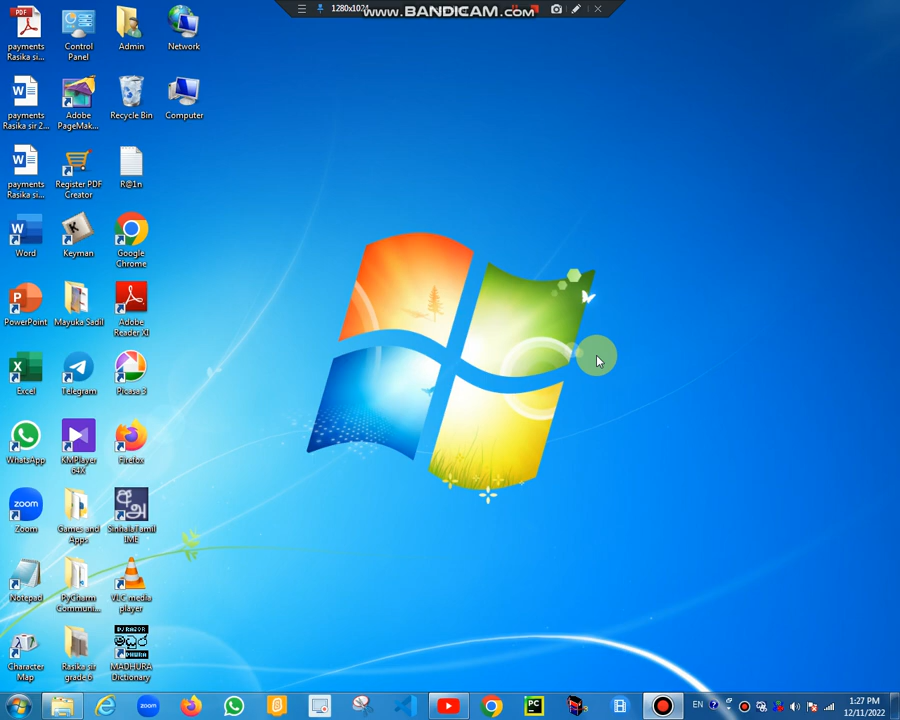 1280x1024
www.BANDICAM.com
PDF
payments
Rasika si...
Control
Panel
Admin
Network
payments
Rasika sir 2...
Adobe
PageMak...
Recycle Bin
Computer
payments
Rasika si...
Register PDF
Creator
R@1n
Word
Keyman
Google
Chrome
PowerPoint
Mayuka Sadil
Adobe
Reader XI
Excel
Telegram
Picasa 3
WhatsApp
KMPlayer
64X
Firefox
zoom
Zoom
Games and
Apps
SinhalaTamil
IME
Notepad
PyCharm
Communi...
VLC media
player
Character
Map
Rasika sir
grade 6
MADHURA
Dictionary
zoom
PC
EN
1:27 PM
12/11/2022